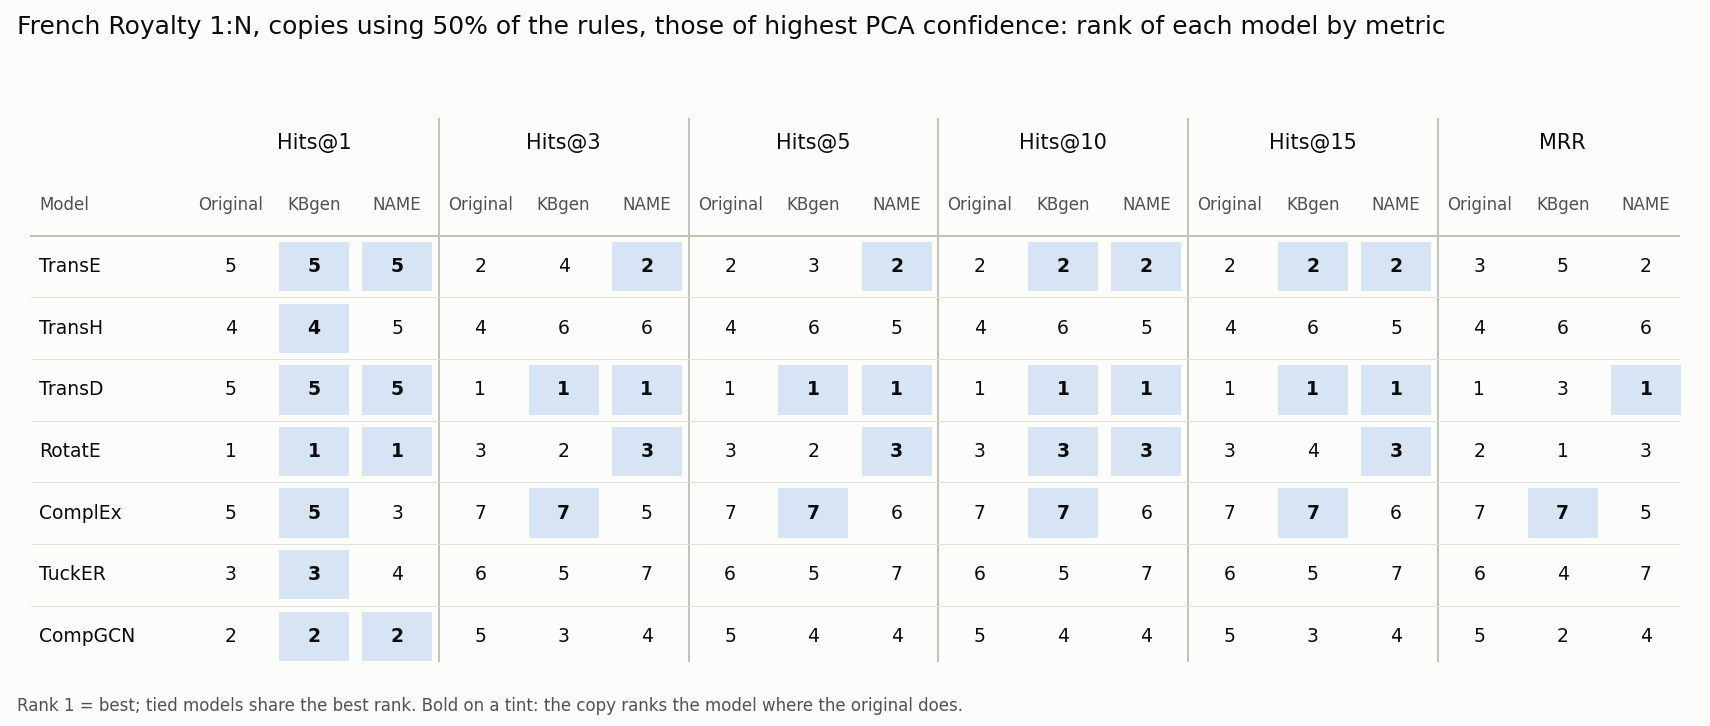 French Royalty 1:N, copies using 50% of the rules, those of highest PCA confidence: rank of each model by metric
Hits@1 Hits@3 Hits@5 Hits@10 Hits@15 MRR
Model Original KBgen NAME Original KBgen NAME Original KBgen NAME Original KBgen NAME Original KBgen NAME Original KBgen NAME
TransE 5 5 5 2 4 2 2 3 2 2 2 2 2 2 2 3 5 2
TransH 4 4 5 4 6 6 4 6 5 4 6 5 4 6 5 4 6 6
TransD 5 5 5 1 1 1 1 1 1 1 1 1 1 1 1 1 3 1
RotatE 1 1 1 3 2 3 3 2 3 3 3 3 3 4 3 2 1 3
ComplEx 5 5 3 7 7 5 7 7 6 7 7 6 7 7 6 7 7 5
TuckER 3 3 4 6 5 7 6 5 7 6 5 7 6 5 7 6 4 7
CompGCN 2 2 2 5 3 4 5 4 4 5 4 4 5 3 4 5 2 4
Rank 1 = best; tied models share the best rank. Bold on a tint: the copy ranks the model where the original does.